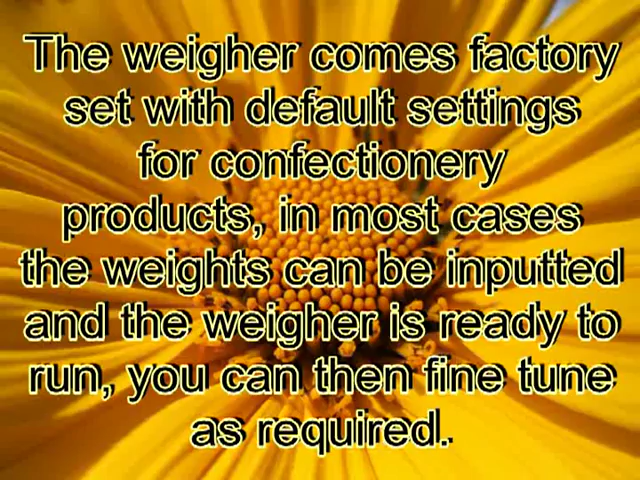 The weigher comes factory
set with default settings
for confectionery
products, in most cases
the weights can be inputted
and the weigher is ready to
run, you can then fine tune
as required.